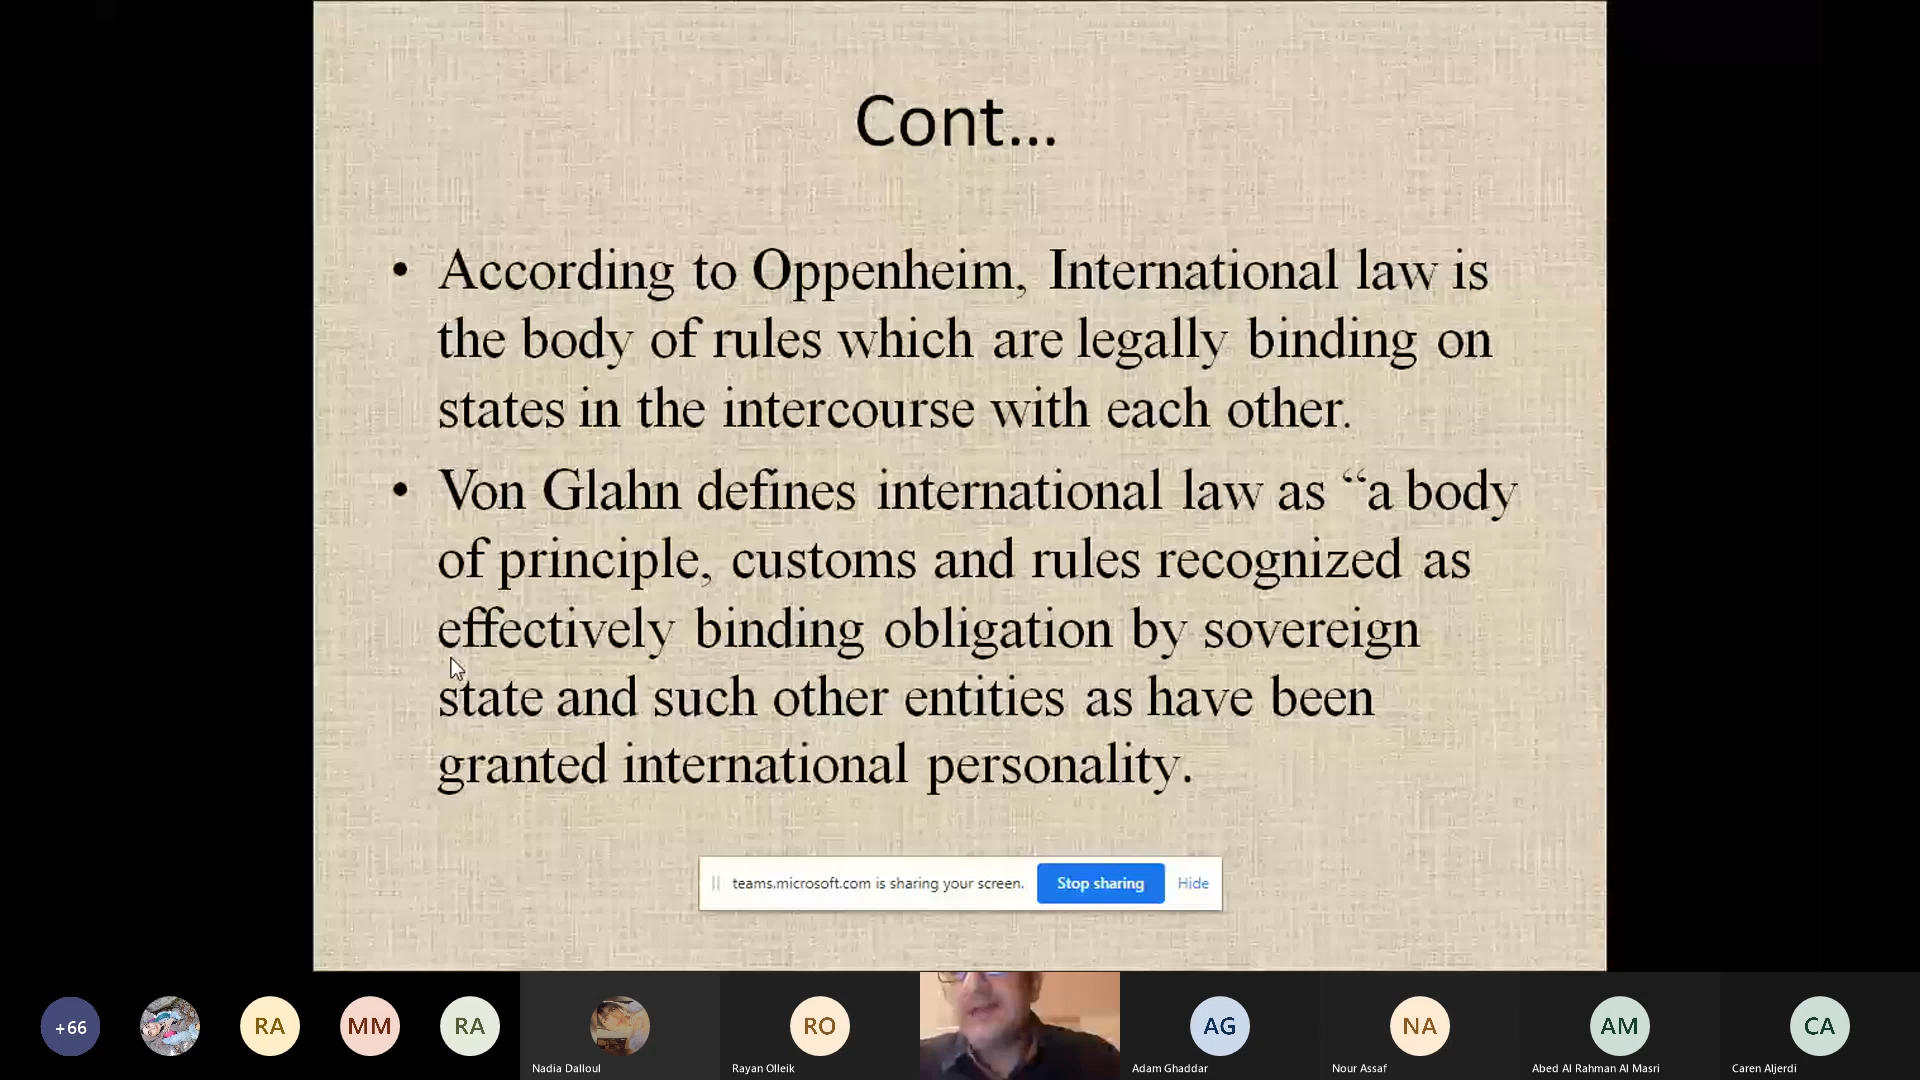 Cont...
• According to Oppenheim, International law is
the body of rules which are legally binding on
states in the intercourse with each other.
• Von Glahn defines international law as “a body
of principle, customs and rules recognized as
effectively binding obligation by sovereign
state and such other entities as have been
granted international personality.
teams.microsoft.com is sharing your screen. Stop sharing Hide
+66 RA MM RA RO AG NA AM CA
Nadia Dalloul Rayan Olleik Adam Ghaddar Nour Assaf Abed Al Rahman Al Masri Caren Aljerdi